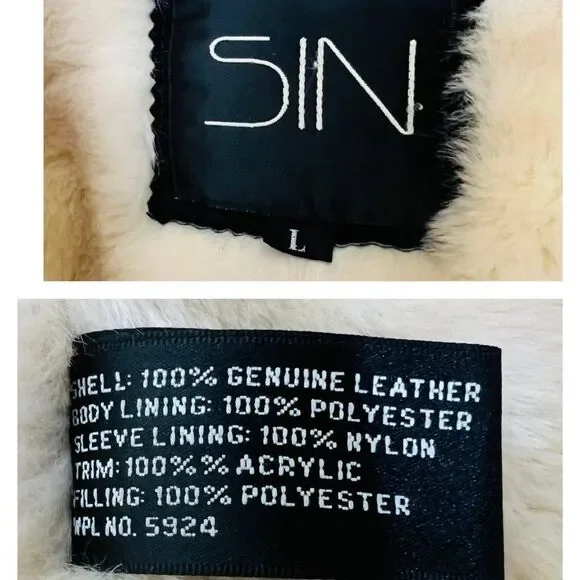 SIN
L
SHELL: 100% GENUINE LEATHER
BODY LINING: 100% POLYESTER
SLEEVE LINING: 100% NYLON
TRIM: 100%% ACRYLIC
FILLING: 100% POLYESTER
WPL NO. 5924